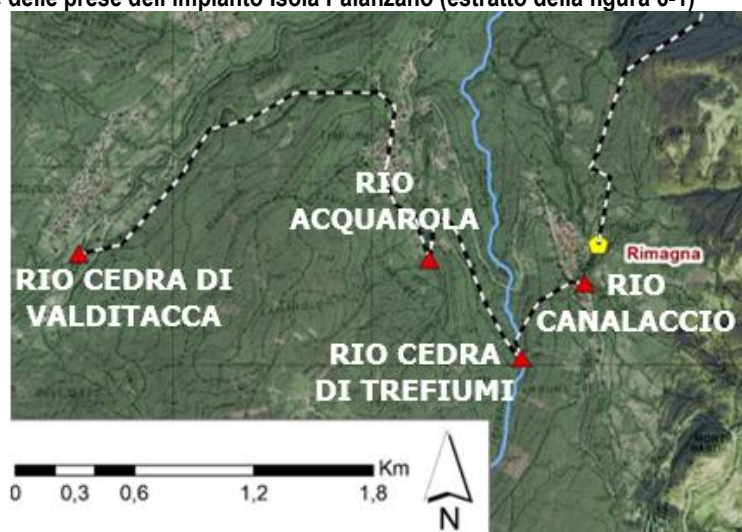 delle prese dell'impianto Isola Palanzano (estratto della figura 6-1)
RIO
ACQUAROLA
Rimagna
RIO CEDRA DI
VALDITACCA
RIO
CANALACCIO
RIO CEDRA
DI TREFIUMI
Km
0 0,3 0,6 1,2 1,8
N